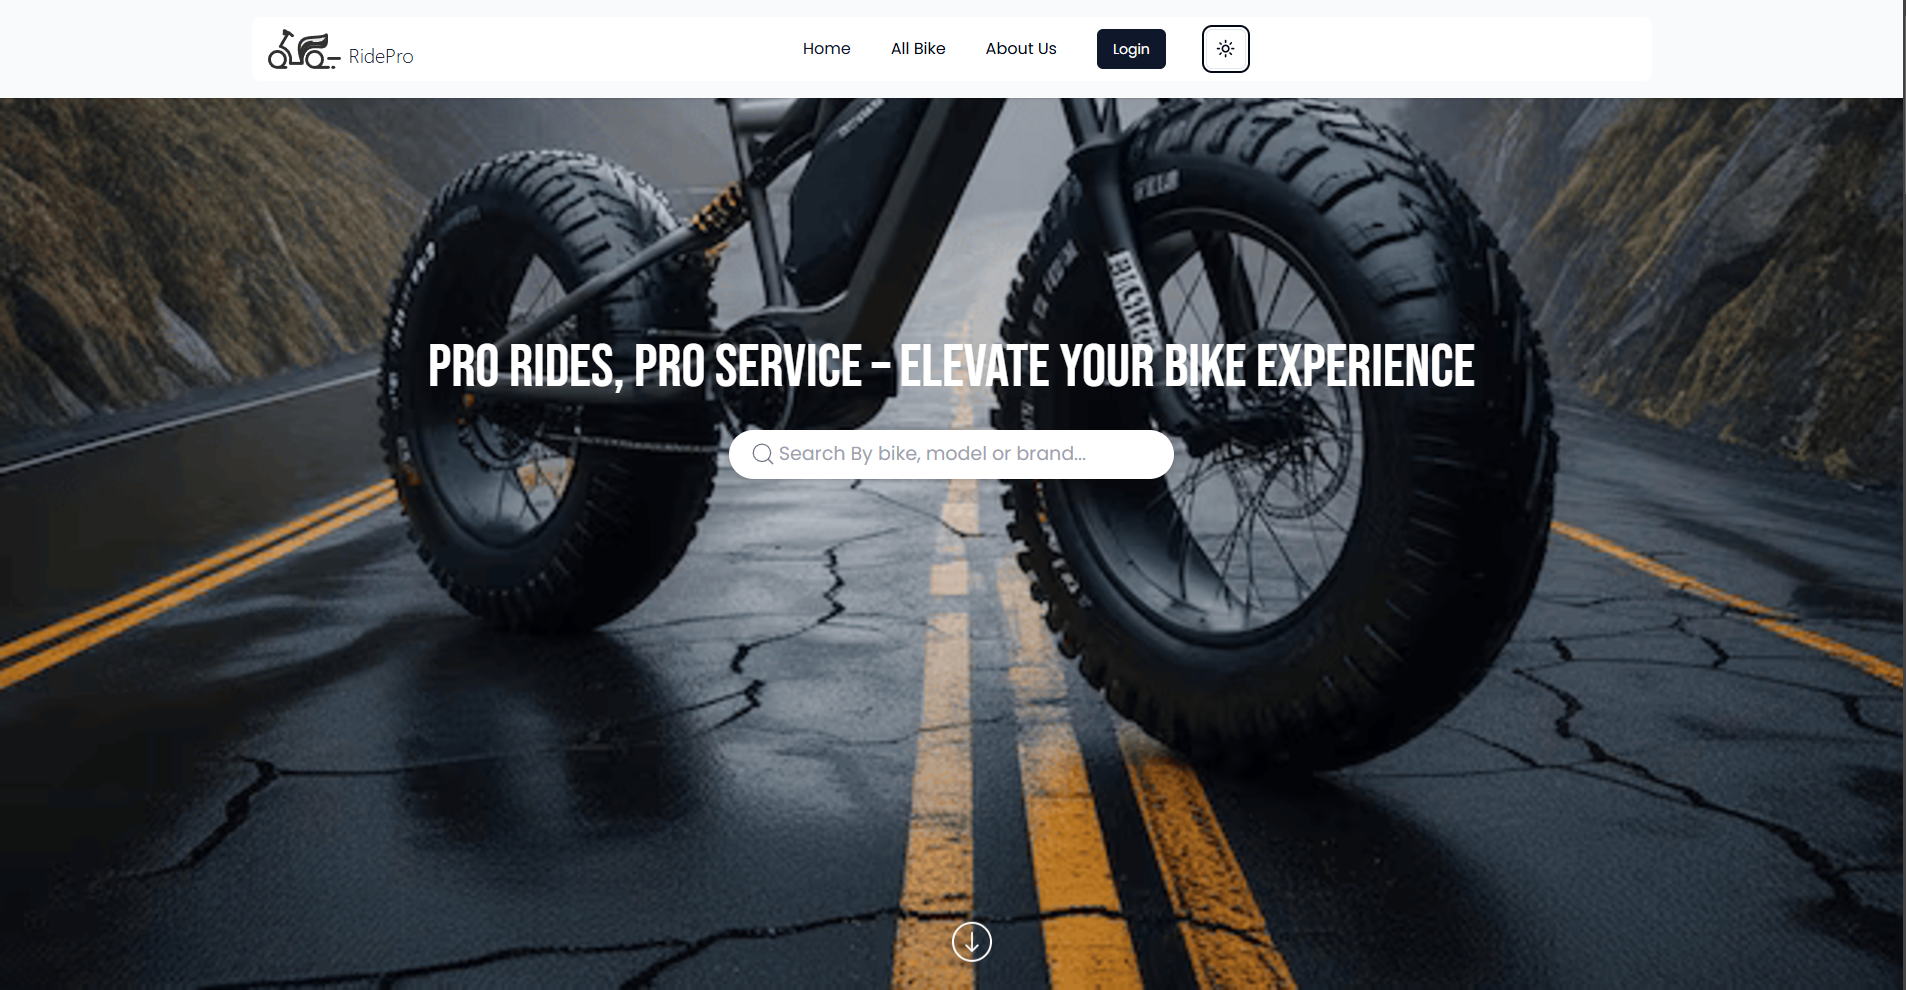 RidePro
Home
All Bike
About Us
Login
PRO RIDES, PRO SERVICE – ELEVATE YOUR BIKE EXPERIENCE
Search By bike, model or brand...